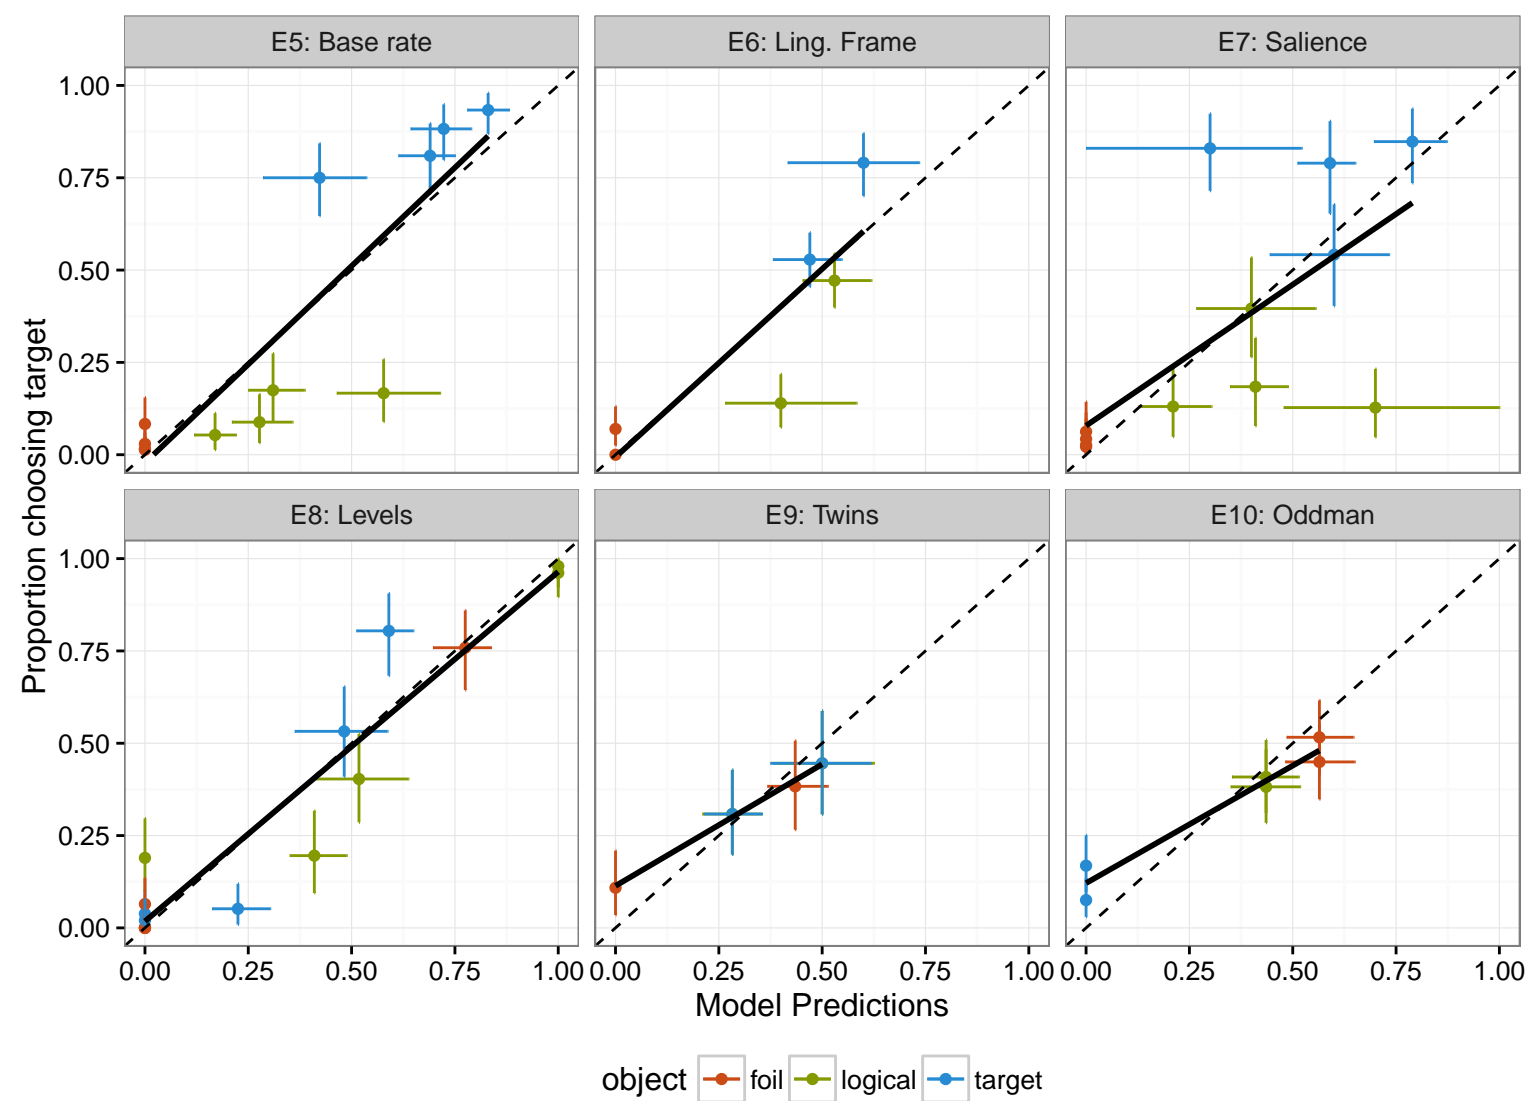 E5: Base rate
E6: Ling. Frame
E7: Salience
1.00
0.75
0.50
0.25
0.00
Proportion choosing target
E8: Levels
E9: Twins
E10: Oddman
1.00
0.75
0.50
0.25
0.00
0.00 0.25 0.50 0.75 1.00
0.00 0.25 0.50 0.75 1.00
0.00 0.25 0.50 0.75 1.00
Model Predictions
object foil logical target